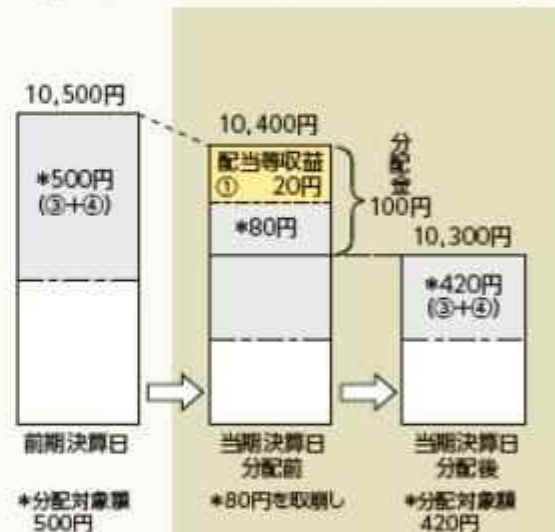 10,500円
*500円
(③+④)
前期決算日
*分配対象額
500円
10,400円
配当等収益
① 20円
*80円
分配金
100円
当期決算日
分配前
*80円を取崩し
10,300円
*420円
(③+④)
当期決算日
分配後
*分配対象額
420円